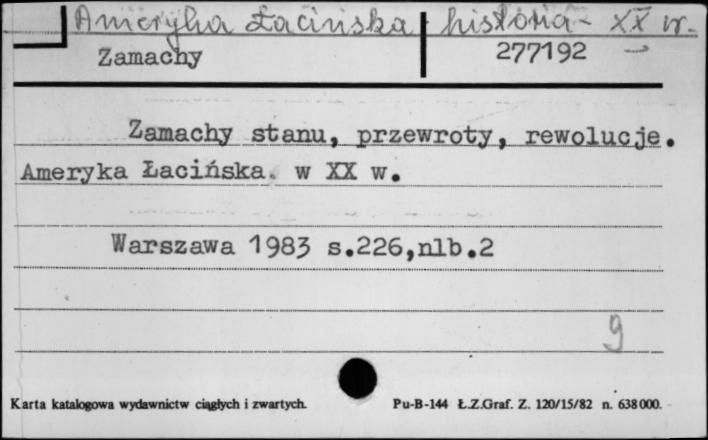 Ameryka Łacińska - historia - XX w.
Zamachy 277192
Zamachy stanu, przewroty, rewolucje.
Ameryka Łacińska w XX w.
Warszawa 1983 s.226,nlb.2
9
Karta katalogowa wydawnictw ciągłych i zwartych. Pu-B-144 Ł.Z.Graf. Z. 120/15/82 n. 638000.